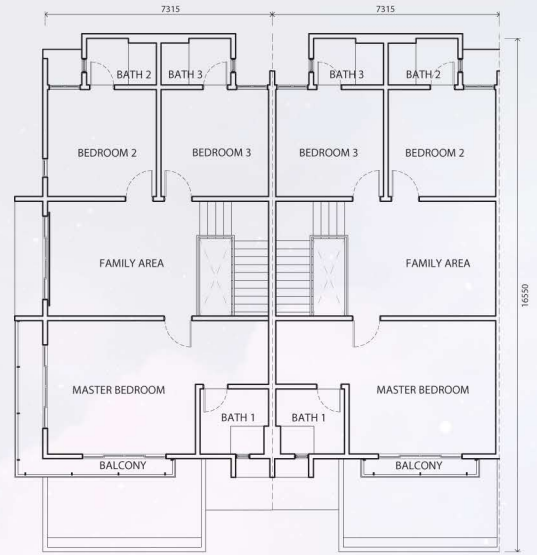 7315 7315
BATH 2 BATH 3 BATH 3 BATH 2
BEDROOM 2 BEDROOM 3 BEDROOM 3 BEDROOM 2
FAMILY AREA FAMILY AREA
16550
MASTER BEDROOM MASTER BEDROOM
BATH 1 BATH 1
BALCONY BALCONY